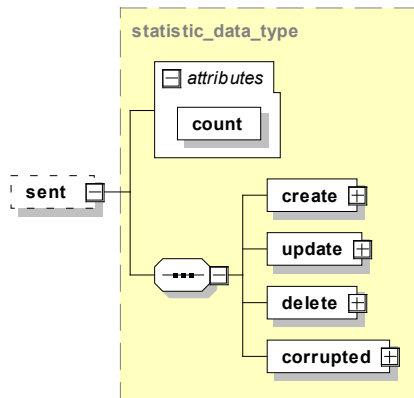 statistic_data_type
attributes
count
sent
create
update
delete
corrupted